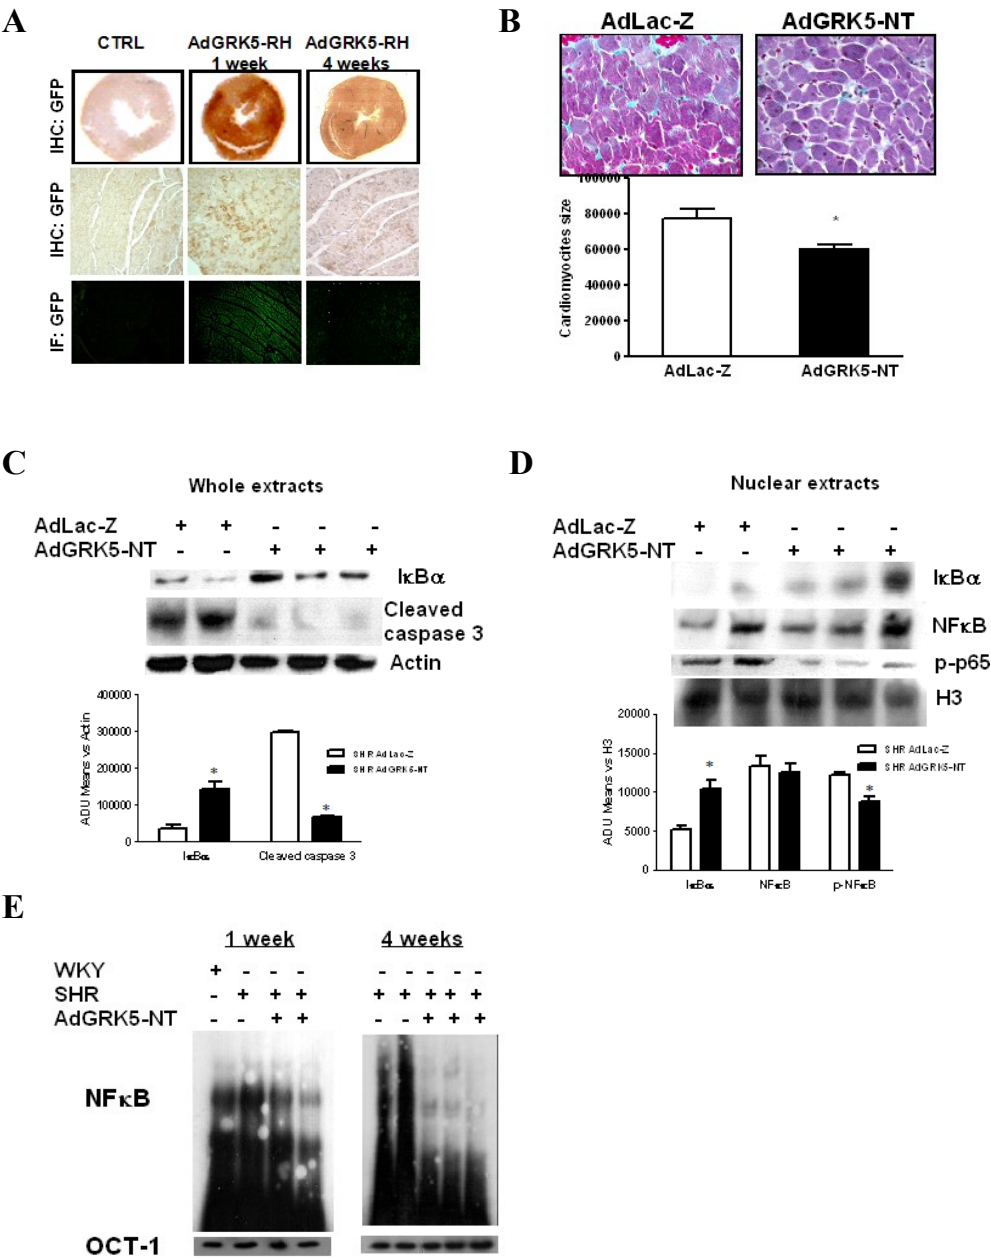 A
CTRL AdGRK5-RH 1 week AdGRK5-RH 4 weeks
IHC: GFP
IHC: GFP
IF: GFP
B
AdLac-Z AdGRK5-NT
Cardiomyocites size
100000
80000
60000
40000
20000
0
*
AdLac-Z AdGRK5-NT
C
Whole extracts
AdLac-Z + + - - -
AdGRK5-NT - - + + +
IκBα
Cleaved
caspase 3
Actin
ADU Means vs Actin
400000
300000
200000
100000
0
* *
SHR AdLac-Z
SHR AdGRK5-NT
IκBα Cleaved caspase 3
D
Nuclear extracts
AdLac-Z + + - - -
AdGRK5-NT - - + + +
IκBα
NFκB
p-p65
H3
ADU Means vs H3
20000
15000
10000
5000
0
* *
SHR AdLac-Z
SHR AdGRK5-NT
IκBα NFκB p-NFκB
E
1 week 4 weeks
WKY + - - - - - - - -
SHR - + + + + + + + +
AdGRK5-NT - - + + - - + + +
NFκB
OCT-1